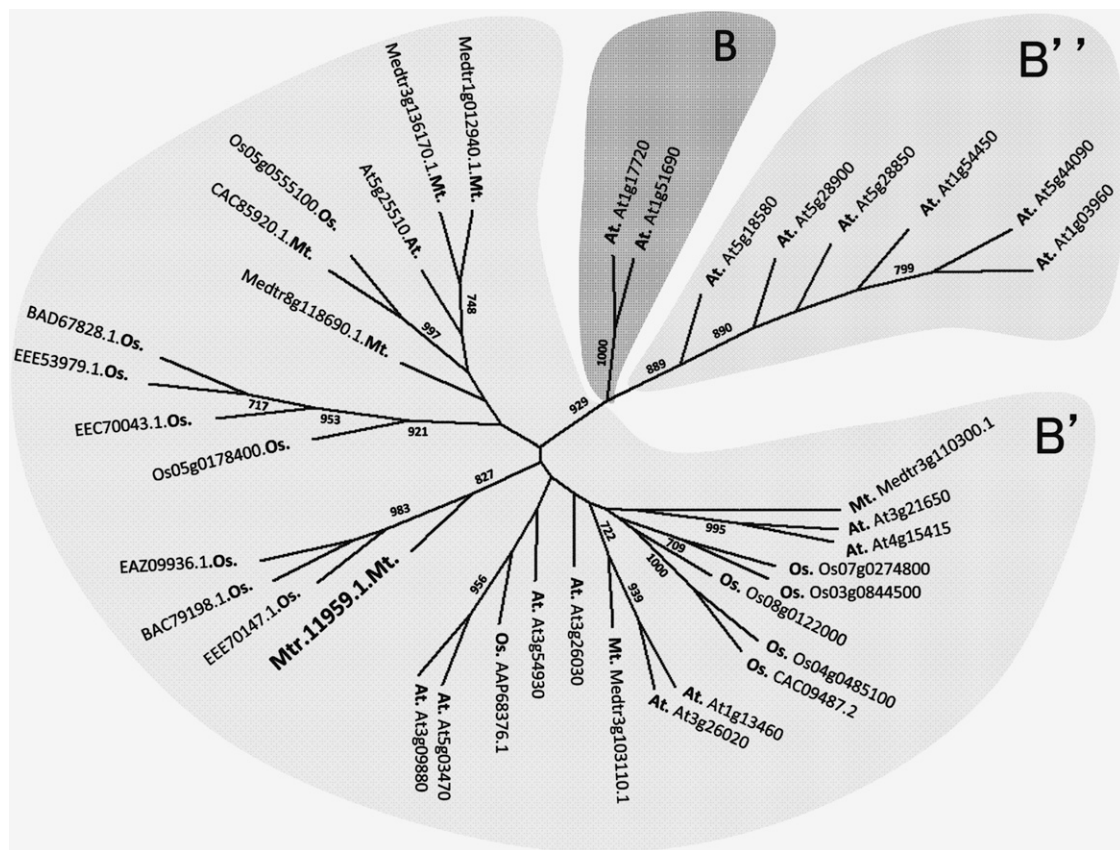 B
B’’
B’
Medtr1g012940.1.Mt.
Medtr3g136170.1.Mt.
At5g25510.At.
Os05g0555100.Os.
CAC85920.1.Mt.
Medtr8g118690.1.Mt.
BAD67828.1.Os.
EEE53979.1.Os.
EEC70043.1.Os.
Os05g0178400.Os.
EAZ09936.1.Os.
BAC79198.1.Os.
EEE70147.1.Os.
Mtr.11959.1.Mt.
At. At3g09880
At. At5g03470
Os. AAP68376.1
At. At3g54930
At. At3g26030
Mt. Medtr3g103110.1
At. At3g26020
At. At1g13460
Os. CAC09487.2
Os. Os04g0485100
Os. Os08g0122000
Os. Os03g0844500
Os. Os07g0274800
At. At4g15415
At. At3g21650
Mt. Medtr3g110300.1
At. At1g17720
At. At1g51690
At. At5g18580
At. At5g28900
At. At5g28850
At. At1g54450
At. At5g44090
At. At1g03960
748
997
717
953
921
827
983
956
722
939
1000
709
995
929
1000
889
890
799